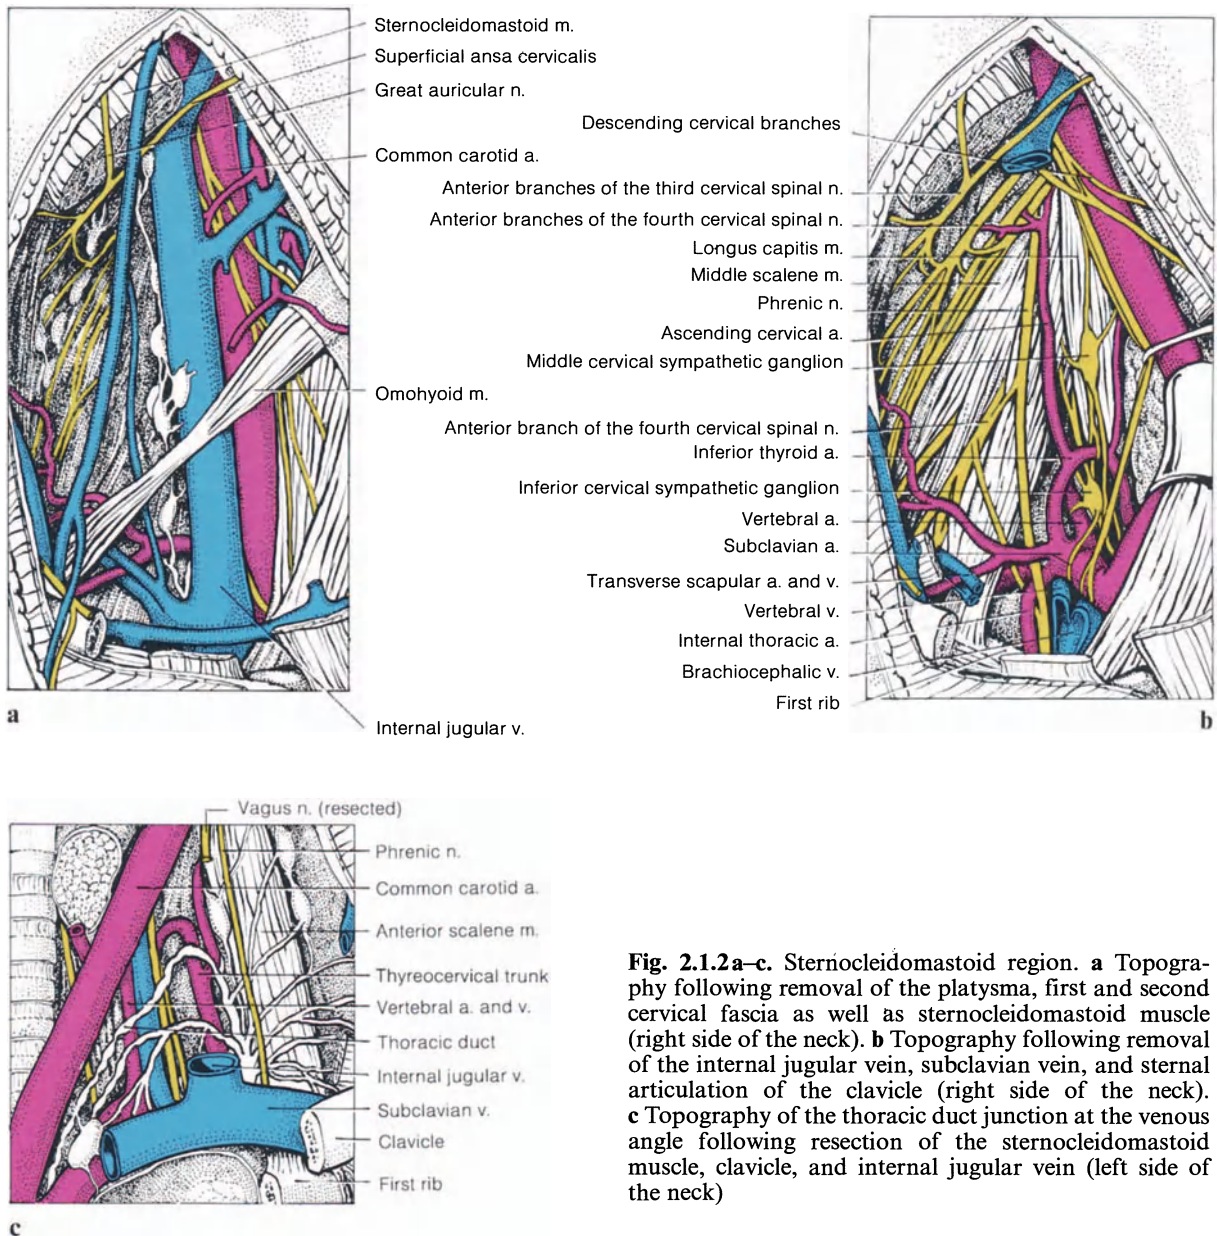 Sternocleidomastoid m.
Superficial ansa cervicalis
Great auricular n.
Common carotid a.
Omohyoid m.
Internal jugular v.
a
Descending cervical branches
Anterior branches of the third cervical spinal n.
Anterior branches of the fourth cervical spinal n.
Longus capitis m.
Middle scalene m.
Phrenic n.
Ascending cervical a.
Middle cervical sympathetic ganglion
Anterior branch of the fourth cervical spinal n.
Inferior thyroid a.
Inferior cervical sympathetic ganglion
Vertebral a.
Subclavian a.
Transverse scapular a. and v.
Vertebral v.
Internal thoracic a.
Brachiocephalic v.
First rib
b
Vagus n. (resected)
Phrenic n.
Common carotid a.
Anterior scalene m.
Thyreocervical trunk
Vertebral a. and v.
Thoracic duct
Internal jugular v.
Subclavian v.
Clavicle
First rib
c
Fig. 2.1.2a–c. Sternocleidomastoid region. a Topogra-
phy following removal of the platysma, first and second
cervical fascia as well as sternocleidomastoid muscle
(right side of the neck). b Topography following removal
of the internal jugular vein, subclavian vein, and sternal
articulation of the clavicle (right side of the neck).
c Topography of the thoracic duct junction at the venous
angle following resection of the sternocleidomastoid
muscle, clavicle, and internal jugular vein (left side of
the neck)